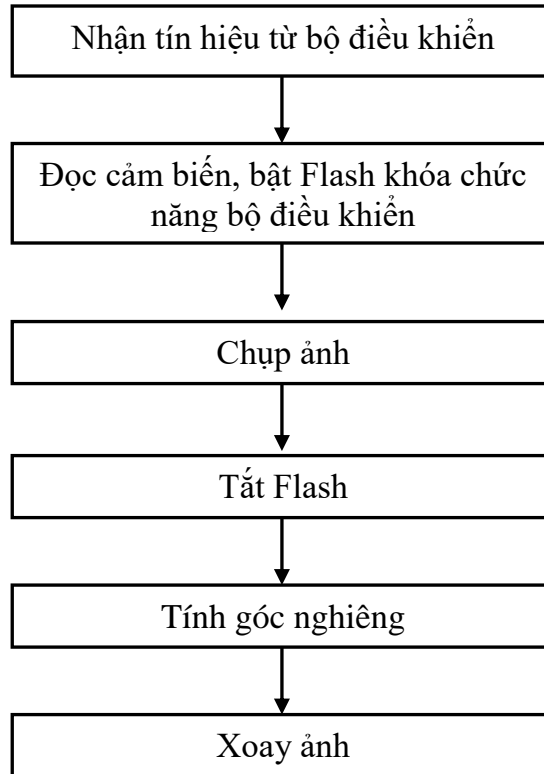 Nhận tín hiệu từ bộ điều khiển
Đọc cảm biến, bật Flash khóa chức
năng bộ điều khiển
Chụp ảnh
Tắt Flash
Tính góc nghiêng
Xoay ảnh